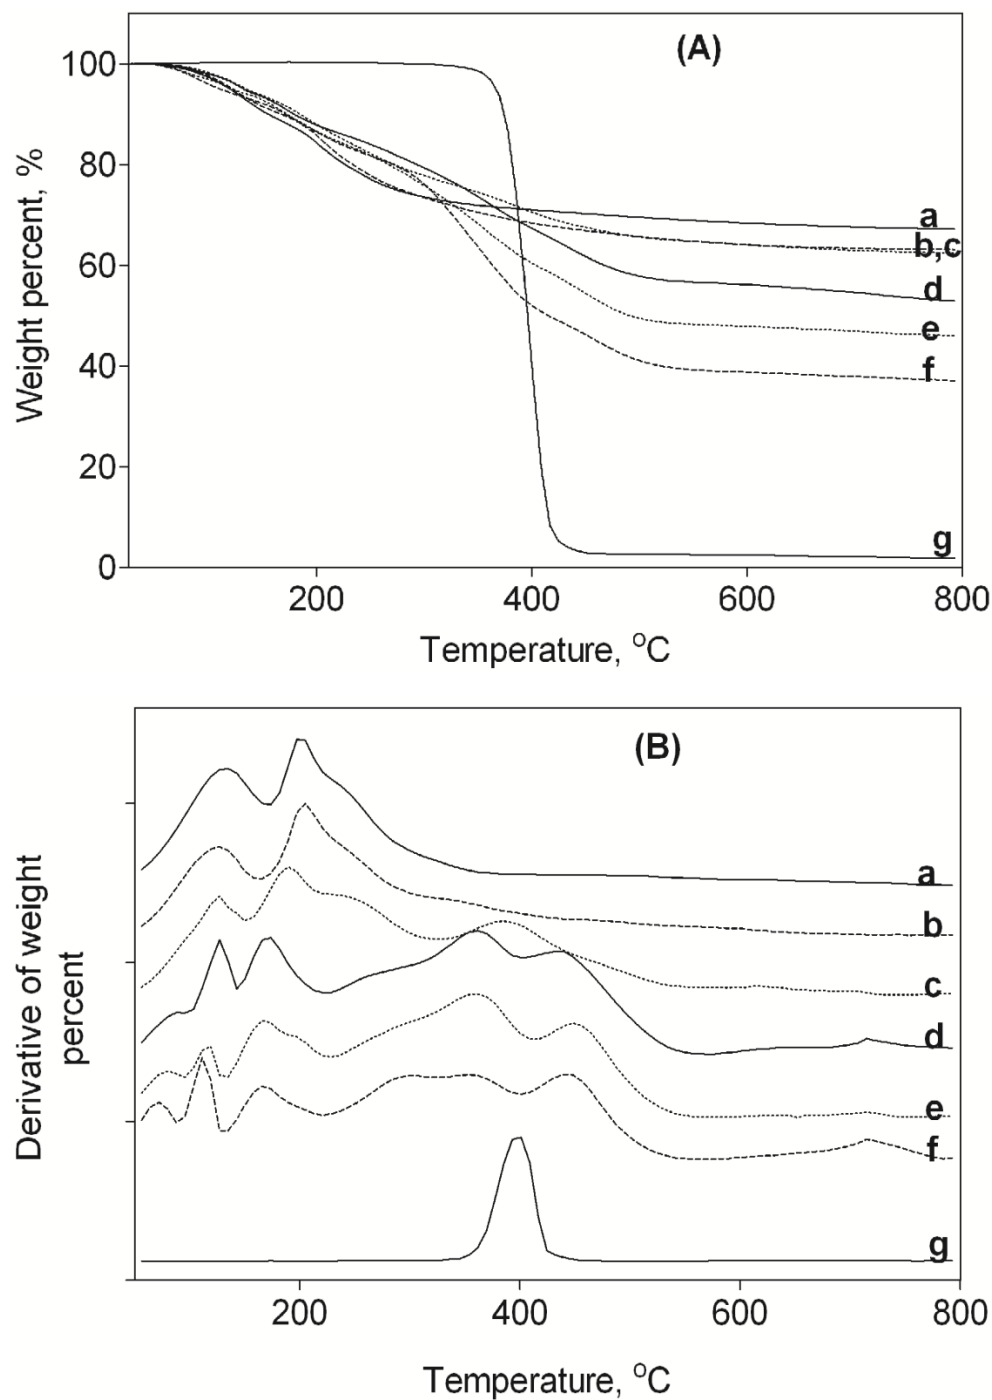 (A)
100
80
60
40
20
0
Weight percent, %
a
b,c
d
e
f
g
200 400 600 800
Temperature, °C
(B)
Derivative of weight
percent
a
b
c
d
e
f
g
200 400 600 800
Temperature, °C